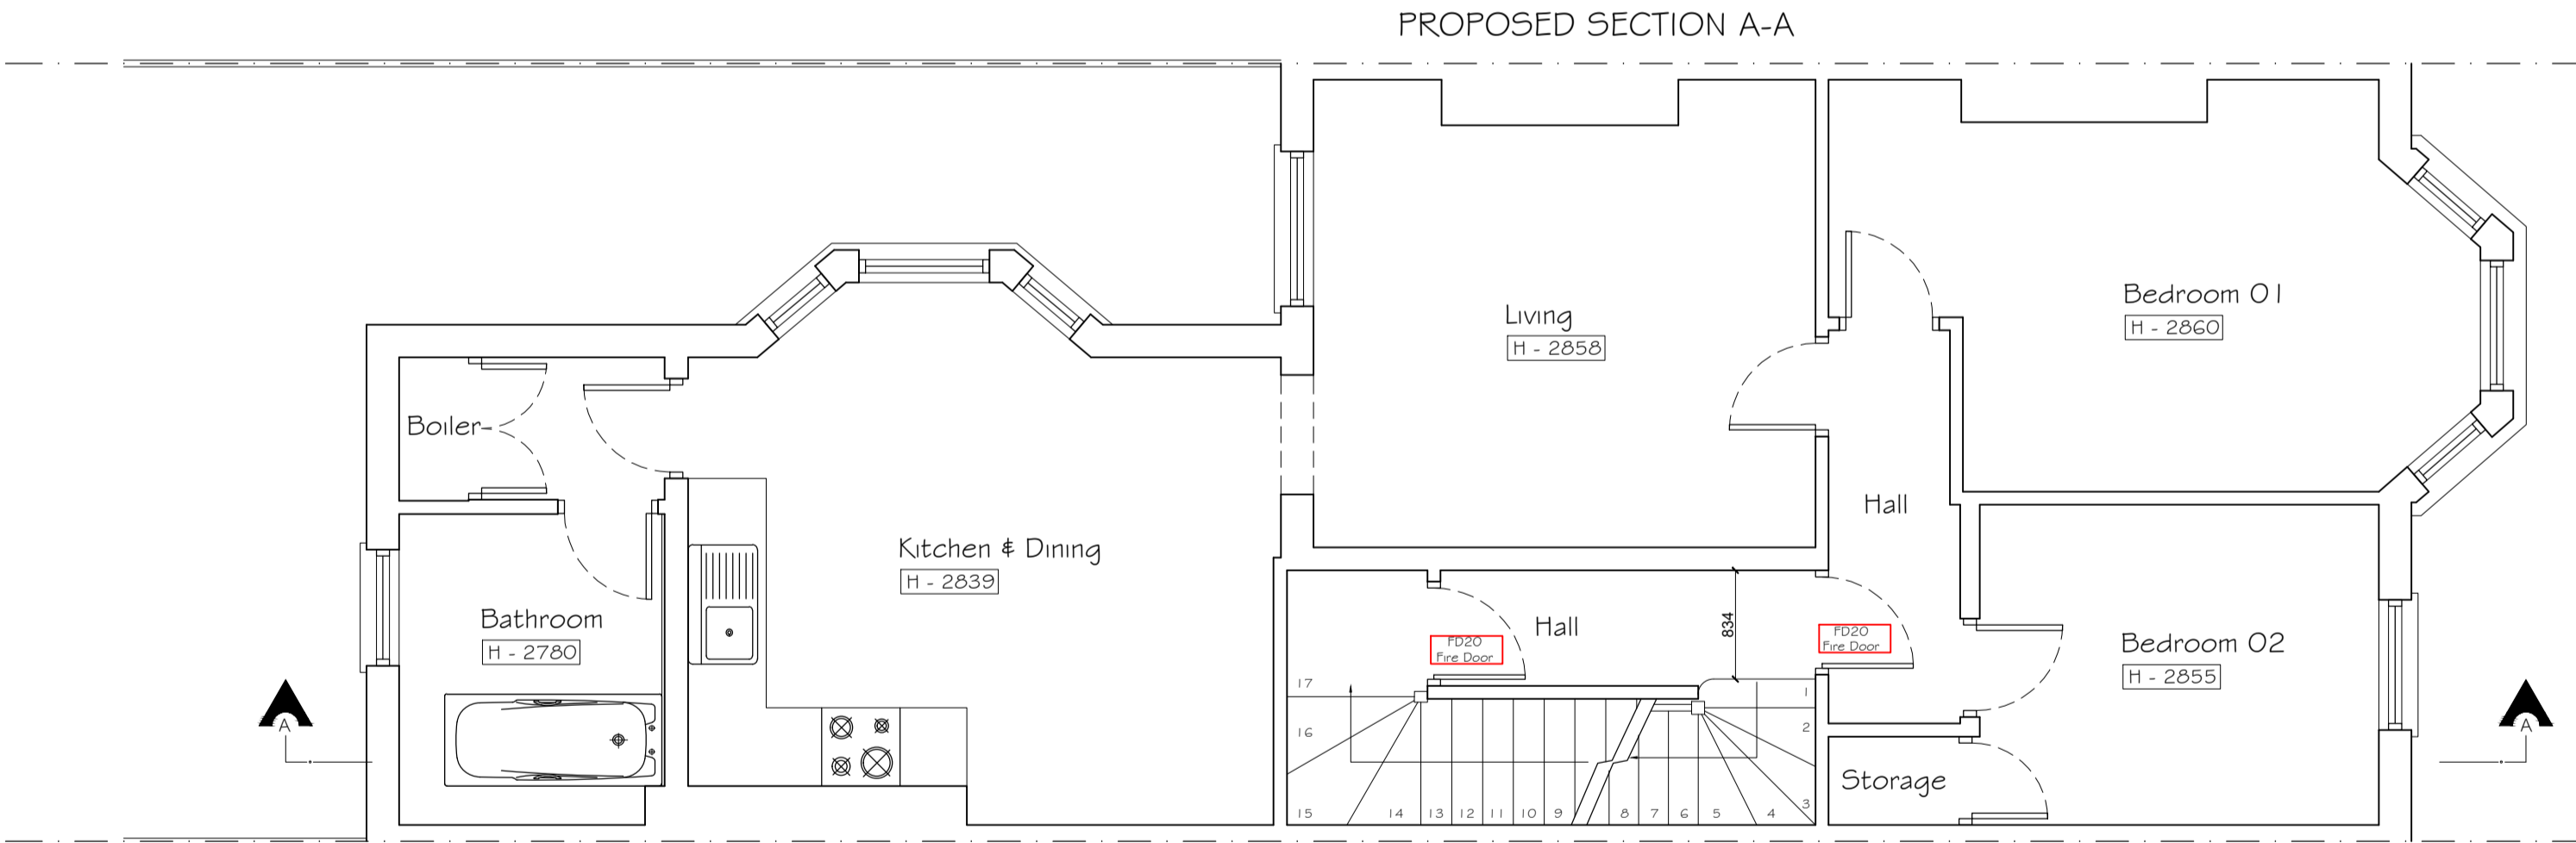 PROPOSED SECTION A-A
Living
H - 2858
Bedroom 01
H - 2860
Boiler
Hall
Kitchen & Dining
H - 2839
Bathroom
H - 2780
Hall
834
FD20
Fire Door
FD20
Fire Door
Bedroom 02
H - 2855
Storage
A
A
17
16
15
14
13
12
11
10
9
8
7
6
5
4
3
2
1